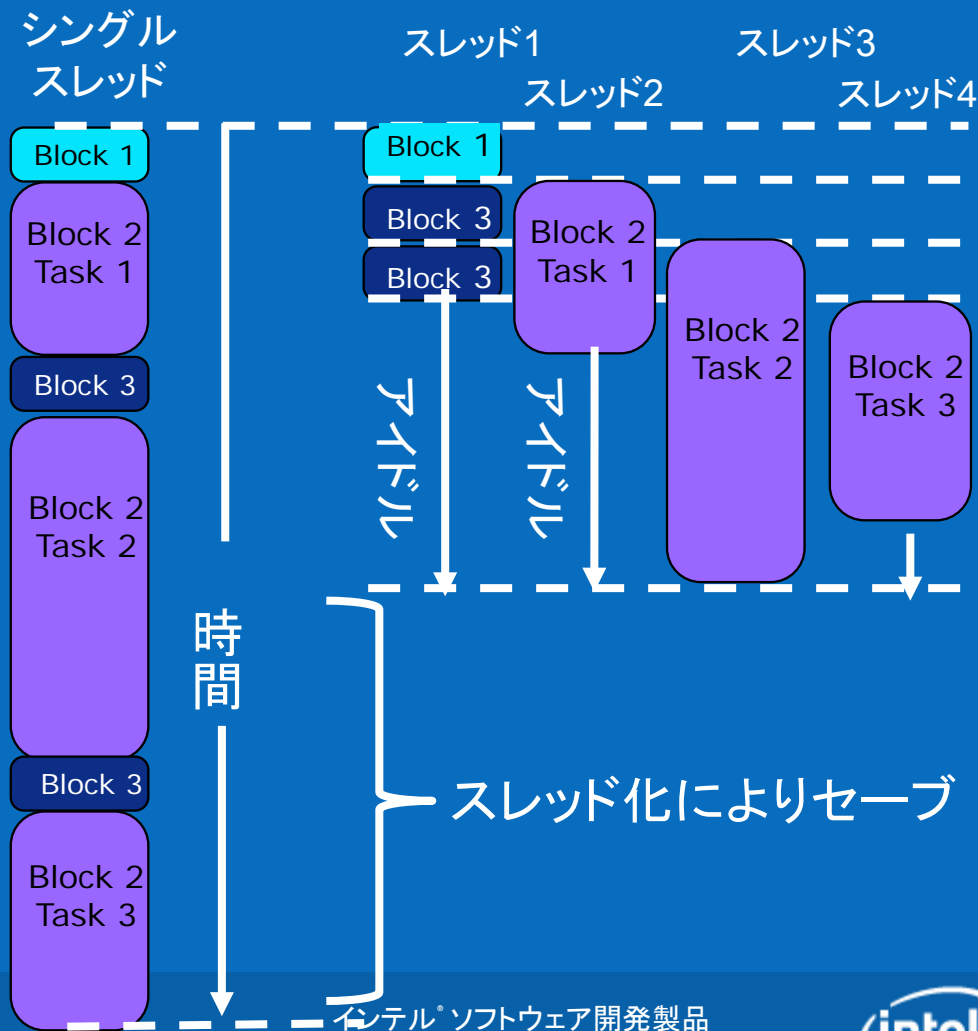 シングル
スレッド
Block 1
Block 2
Task 1
Block 3
Block 2
Task 2
Block 3
Block 2
Task 3
時間
スレッド1
スレッド2
スレッド3
スレッド4
Block 1
Block 3
Block 3
アイドル
Block 2
Task 1
アイドル
Block 2
Task 2
Block 2
Task 3
スレッド化によりセーブ
インテル® ソフトウェア開発製品